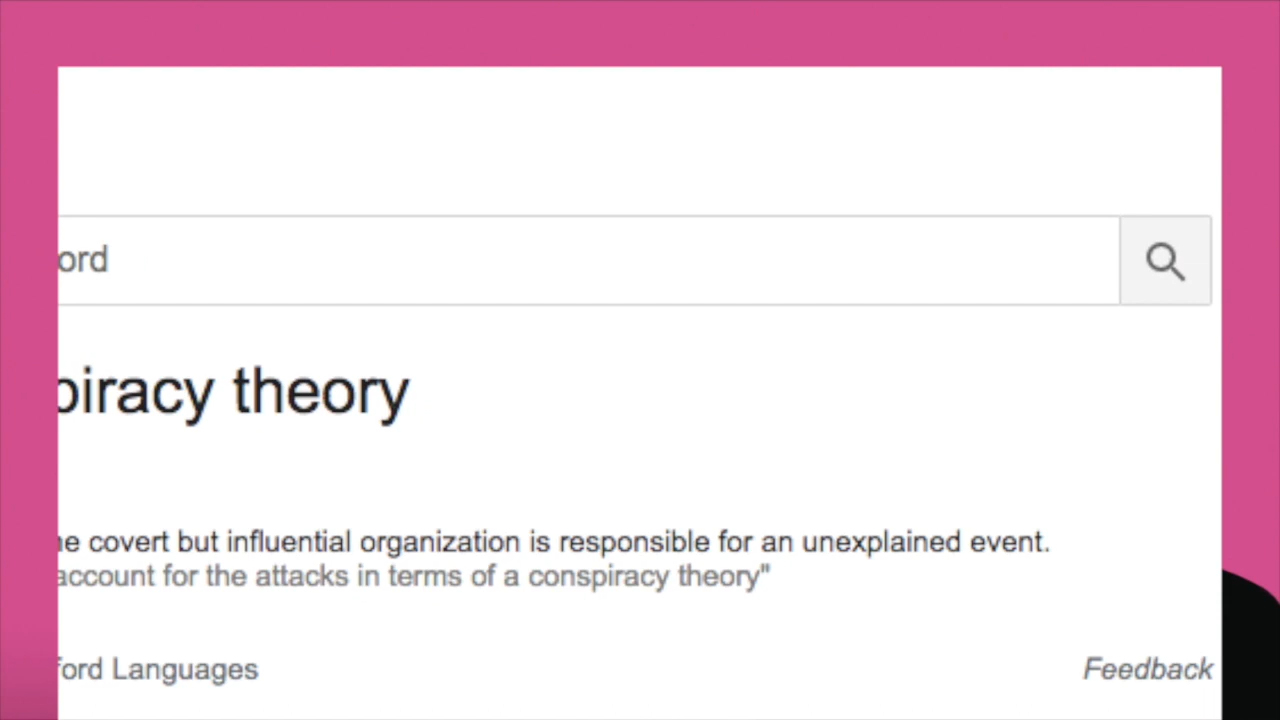 ord
piracy theory
ne covert but influential organization is responsible for an unexplained event.
account for the attacks in terms of a conspiracy theory"
ford Languages
Feedback